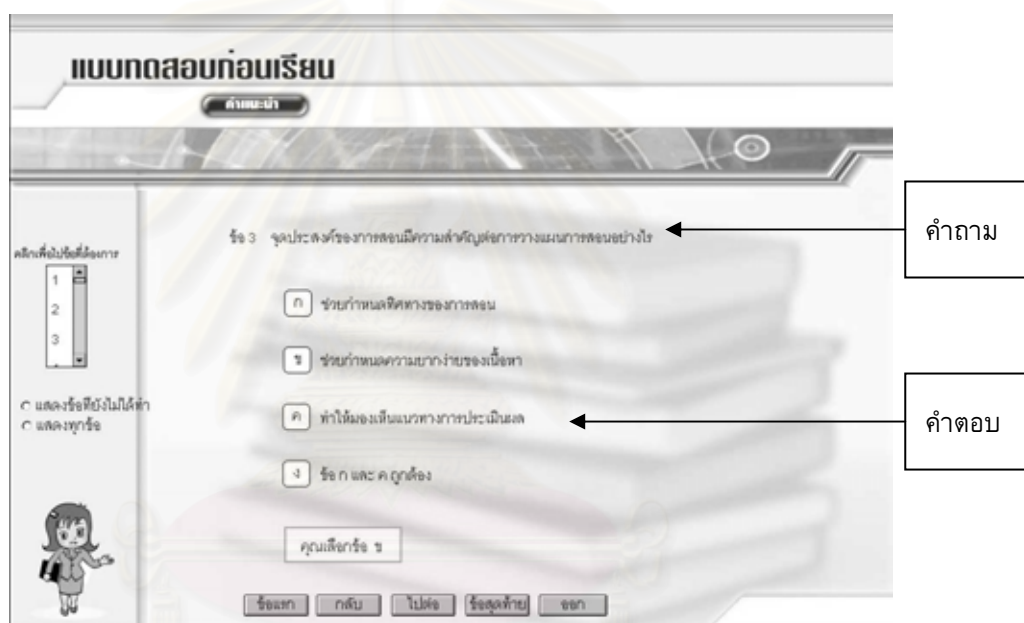 แบบทดสอบก่อนเรียน
คำแนะนำ
ข้อ 3 จุดประสงค์ของการสอนมีความสำคัญต่อการวางแผนการสอนอย่างไร
คำถาม
คลิกเพื่อไปข้อที่ต้องการ
1
2
3
ก ช่วยกำหนดทิศทางของการสอน
ข ช่วยกำหนดความยากง่ายของเนื้อหา
แสดงข้อที่ยังไม่ได้ทำ
แสดงทุกข้อ
ค ทำให้มองเห็นแนวทางการประเมินผล
คำตอบ
ง ข้อ ก และ ค ถูกต้อง
คุณเลือกข้อ ข
ข้อแรก กลับ ไปต่อ ข้อสุดท้าย ออก